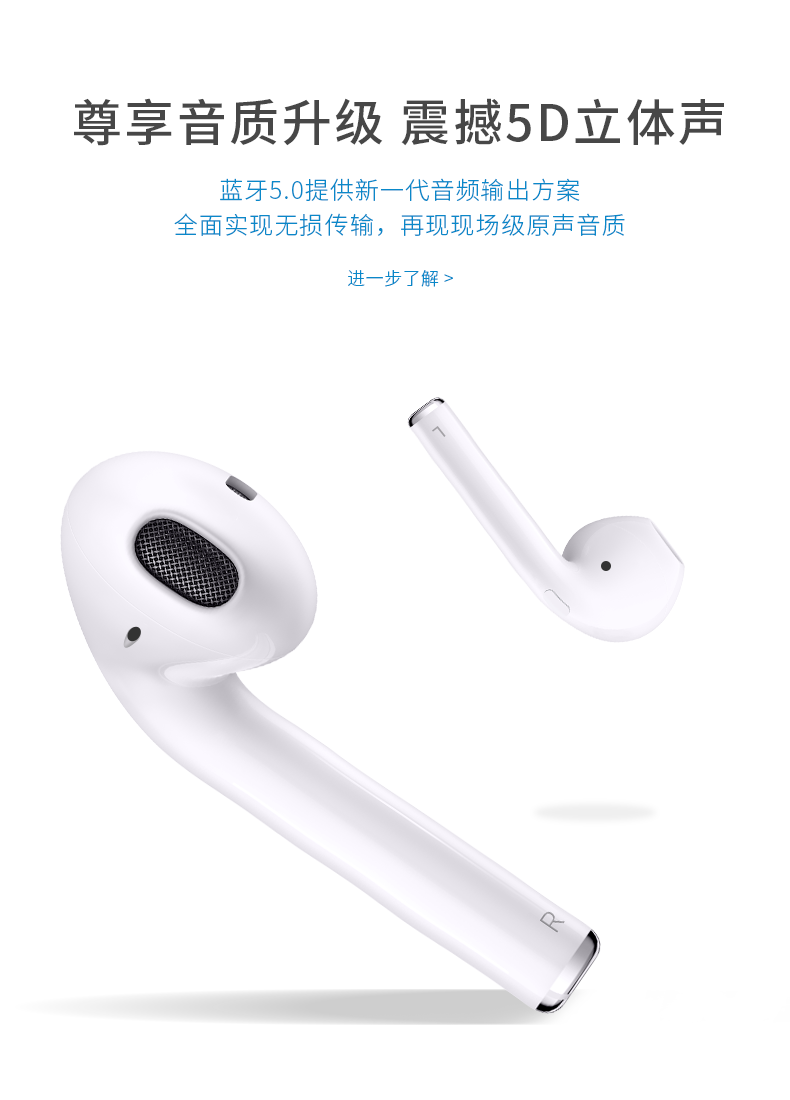 尊享音质升级 震撼5D立体声
蓝牙5.0提供新一代音频输出方案
全面实现无损传输，再现现场级原声音质
进一步了解 >
L
R